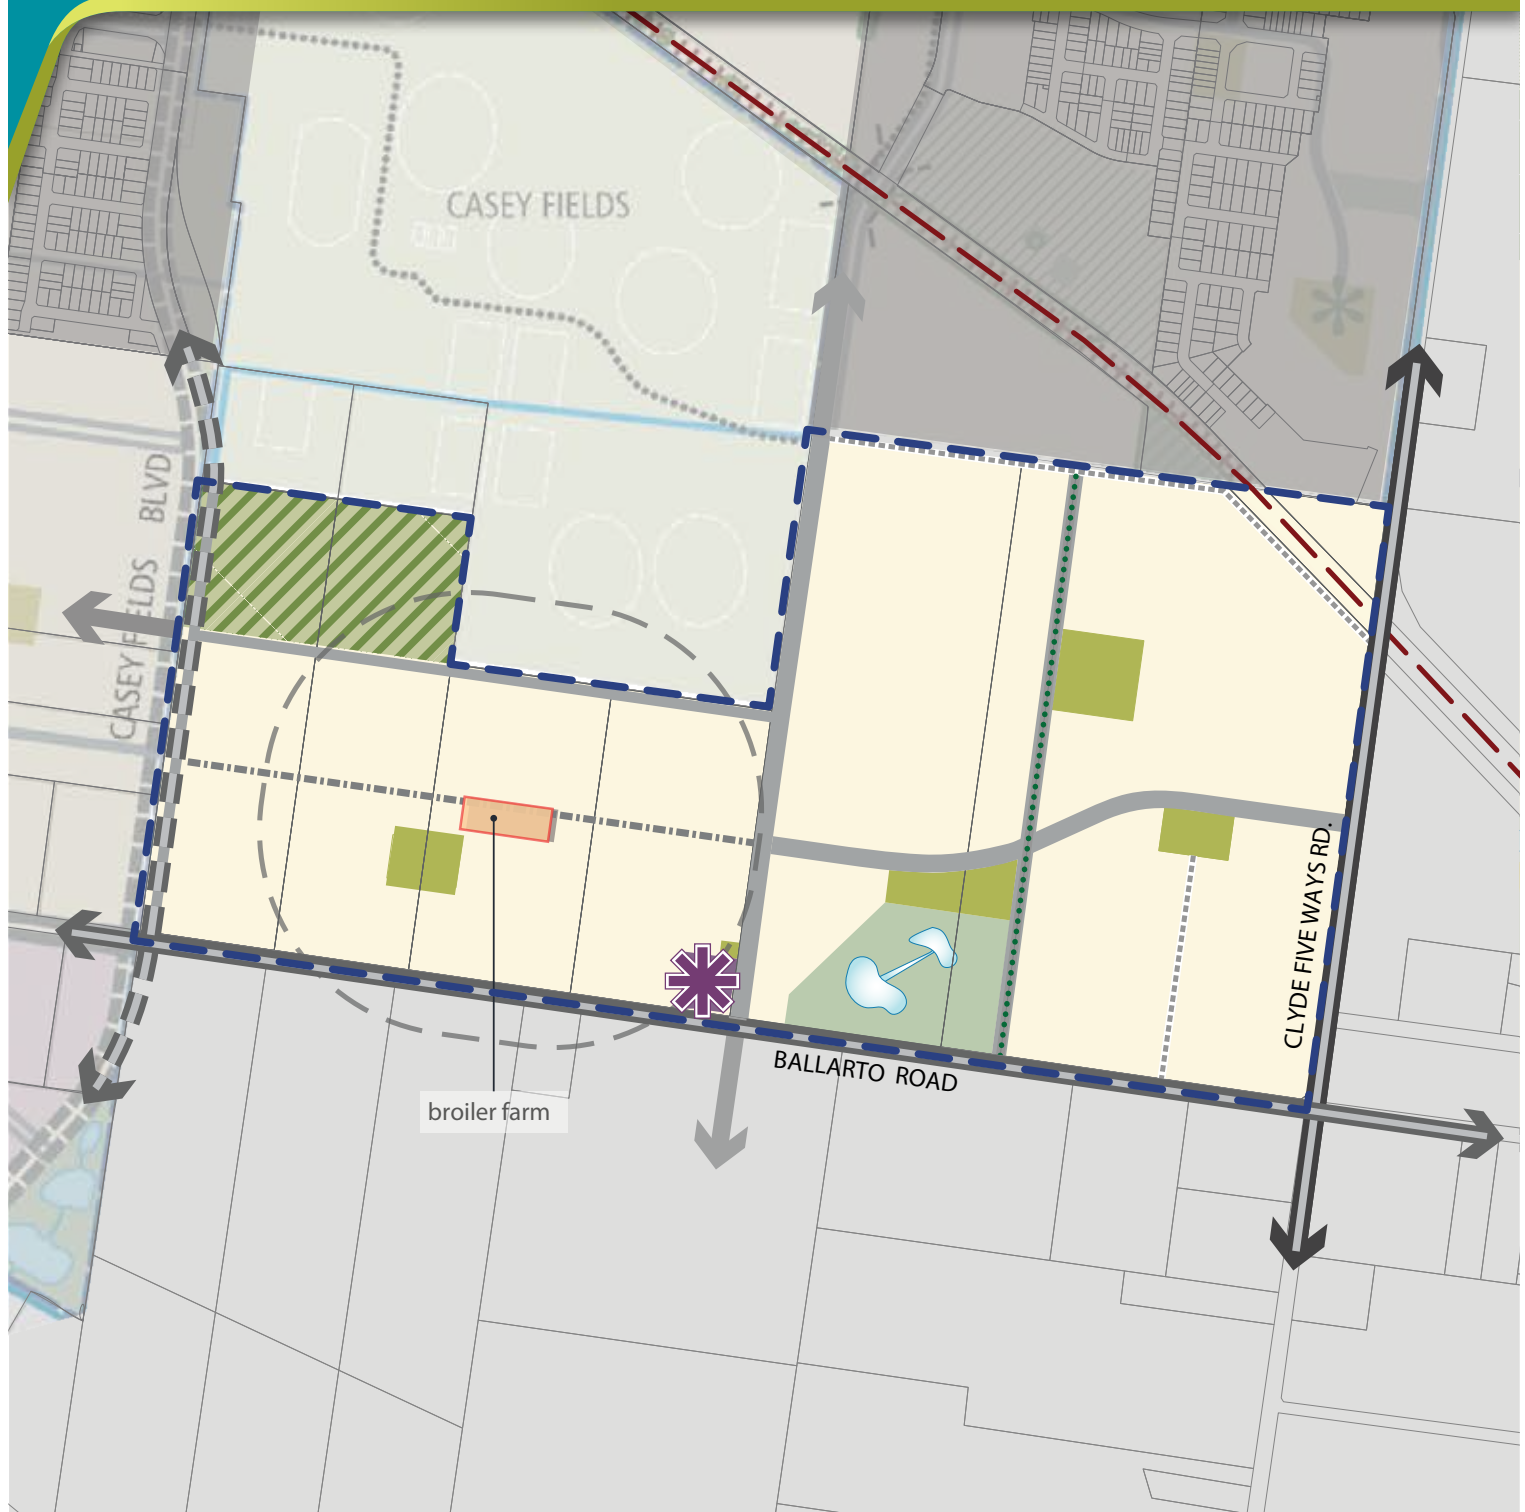 CASEY FIELDS
CASEY FIELDS BLVD
CLYDE FIVE WAYS RD.
BALLARTO ROAD
broiler farm